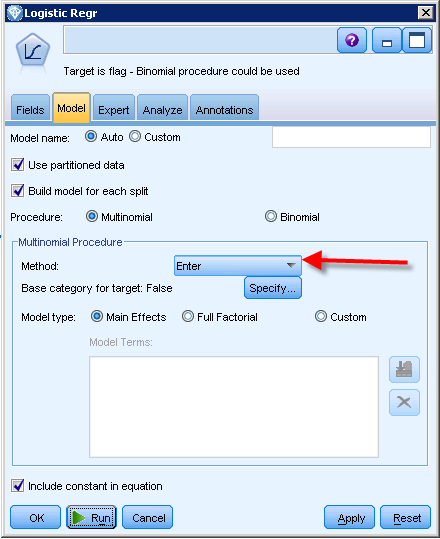 Logistic Regr
Target is flag - Binomial procedure could be used
Fields Model Expert Analyze Annotations
Model name: Auto Custom
Use partitioned data
Build model for each split
Procedure: Multinomial Binomial
Multinomial Procedure
Method: Enter
Base category for target: False Specify...
Model type: Main Effects Full Factorial Custom
Model Terms:
Include constant in equation
OK Run Cancel Apply Reset